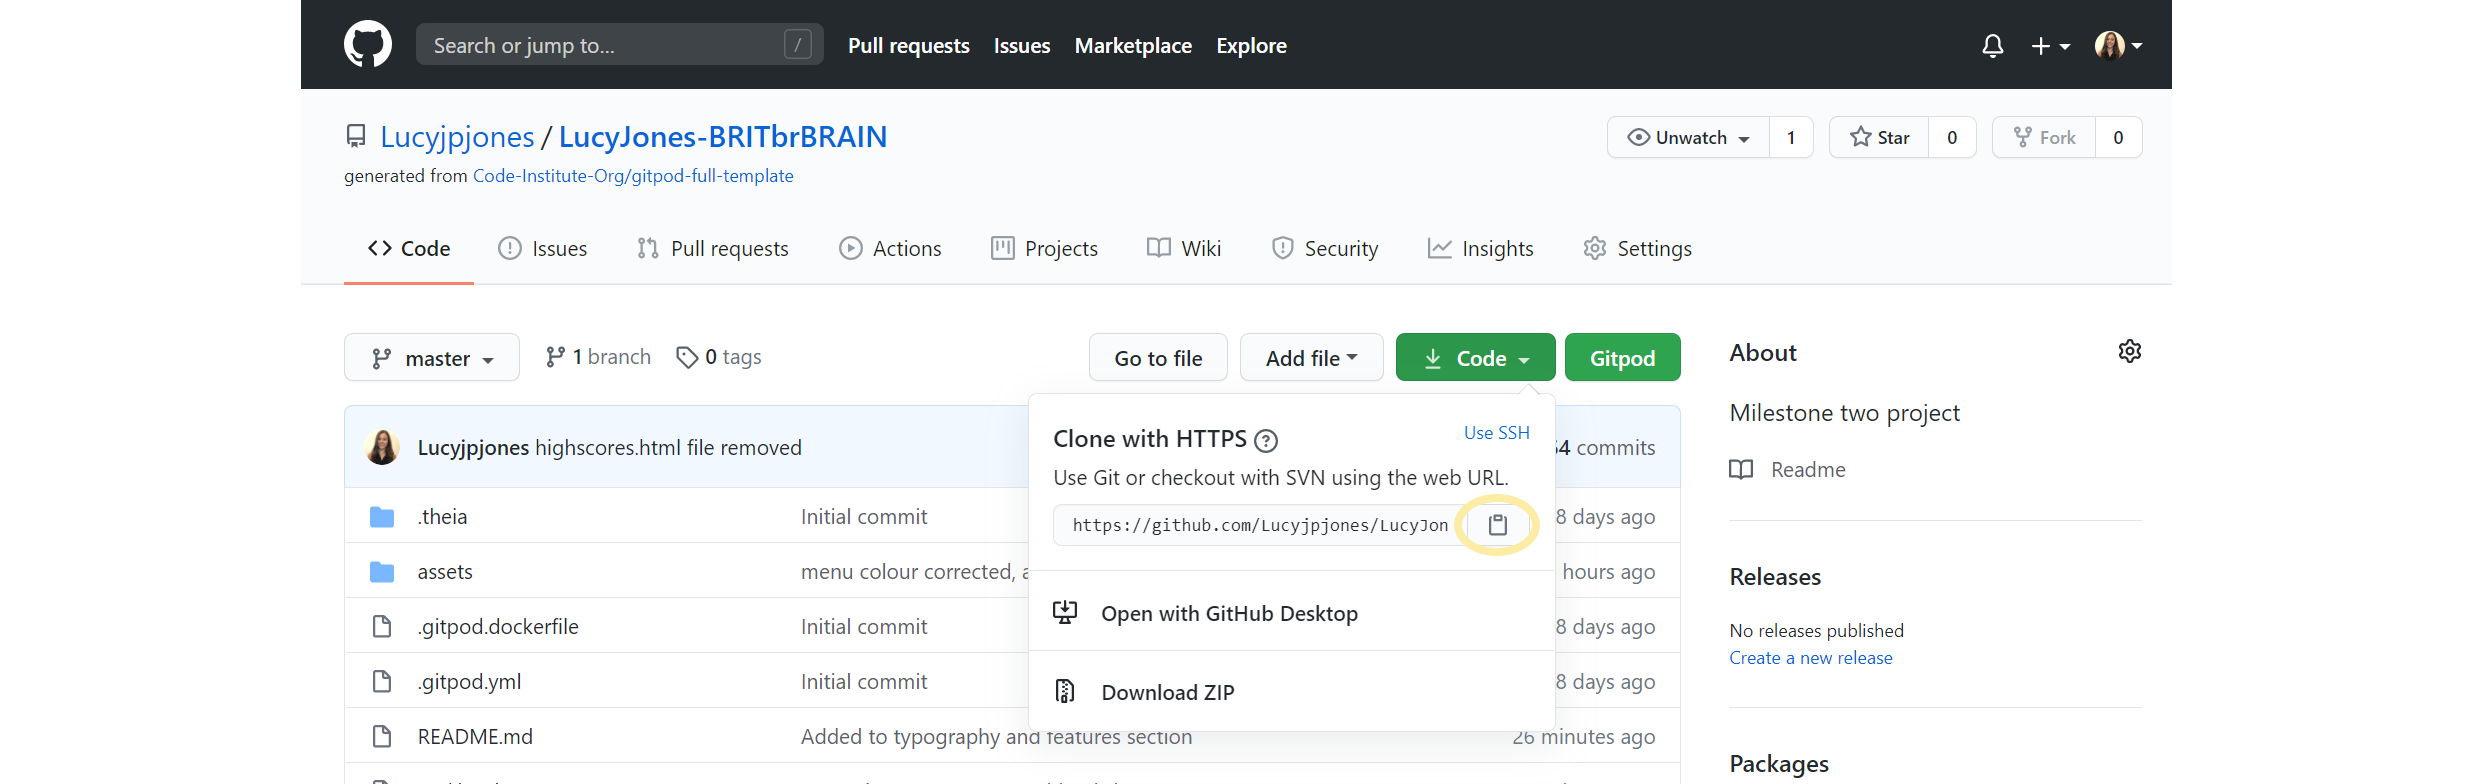 Search or jump to... / Pull requests Issues Marketplace Explore
Lucyjpjones / LucyJones-BRITbrBRAIN Unwatch 1 Star 0 Fork 0
generated from Code-Institute-Org/gitpod-full-template
Code Issues Pull requests Actions Projects Wiki Security Insights Settings
master 1 branch 0 tags Go to file Add file Code Gitpod
Lucyjpjones highscores.html file removed 54 commits
.theia Initial commit 8 days ago
assets menu colour corrected, hours ago
.gitpod.dockerfile Initial commit 8 days ago
.gitpod.yml Initial commit 8 days ago
README.md Added to typography and features section 26 minutes ago
Clone with HTTPS ? Use SSH
Use Git or checkout with SVN using the web URL.
https://github.com/Lucyjpjones/LucyJon
Open with GitHub Desktop
Download ZIP
About
Milestone two project
Readme
Releases
No releases published
Create a new release
Packages